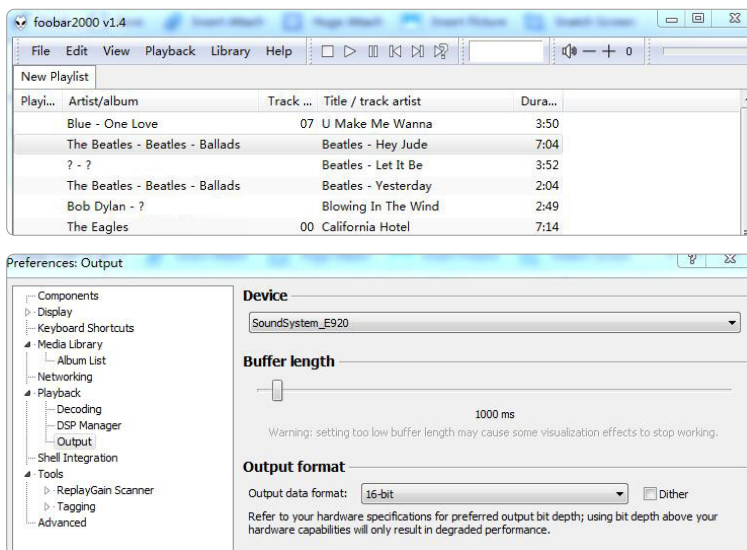 foobar2000 v1.4
File Edit View Playback Library Help 0
New Playlist
Playi... Artist/album Track ... Title / track artist Dura...
Blue - One Love 07 U Make Me Wanna 3:50
The Beatles - Beatles - Ballads Beatles - Hey Jude 7:04
? - ? Beatles - Let It Be 3:52
The Beatles - Beatles - Ballads Beatles - Yesterday 2:04
Bob Dylan - ? Blowing In The Wind 2:49
The Eagles 00 California Hotel 7:14
Preferences: Output
Components
Display
Keyboard Shortcuts
Media Library
Album List
Networking
Playback
Decoding
DSP Manager
Output
Shell Integration
Tools
ReplayGain Scanner
Tagging
Advanced
Device
SoundSystem_E920
Buffer length
1000 ms
Warning: setting too low buffer length may cause some visualization effects to stop working.
Output format
Output data format: 16-bit Dither
Refer to your hardware specifications for preferred output bit depth; using bit depth above your
hardware capabilities will only result in degraded performance.